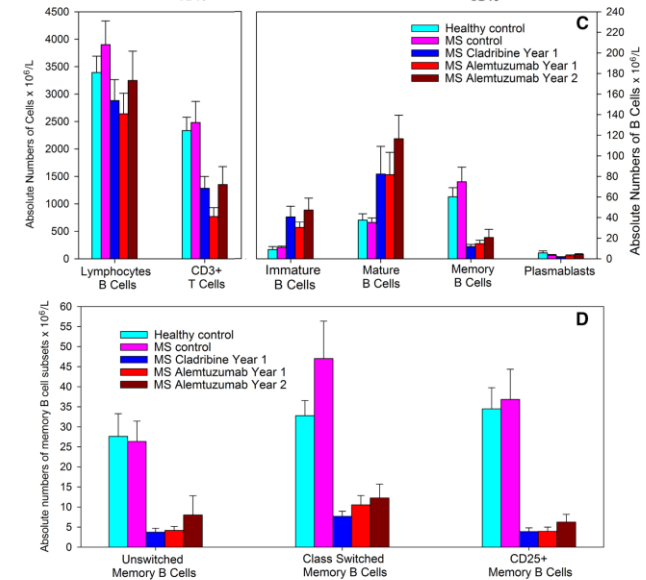 C
Absolute Numbers of Cells x 10⁶/L
4500
4000
3500
3000
2500
2000
1500
1000
500
0
Healthy control
MS control
MS Cladribine Year 1
MS Alemtuzumab Year 1
MS Alemtuzumab Year 2
240
220
200
180
160
140
120
100
80
60
40
20
0
Absolute Numbers of B Cells x 10⁶/L
Lymphocytes
B Cells
CD3+
T Cells
Immature
B Cells
Mature
B Cells
Memory
B Cells
Plasmablasts
D
Absolute numbers of memory B cell subsets x 10⁶/L
60
55
50
45
40
35
30
25
20
15
10
5
0
Healthy control
MS control
MS Cladribine Year 1
MS Alemtuzumab Year 1
MS Alemtuzumab Year 2
Unswitched
Memory B Cells
Class Switched
Memory B Cells
CD25+
Memory B Cells